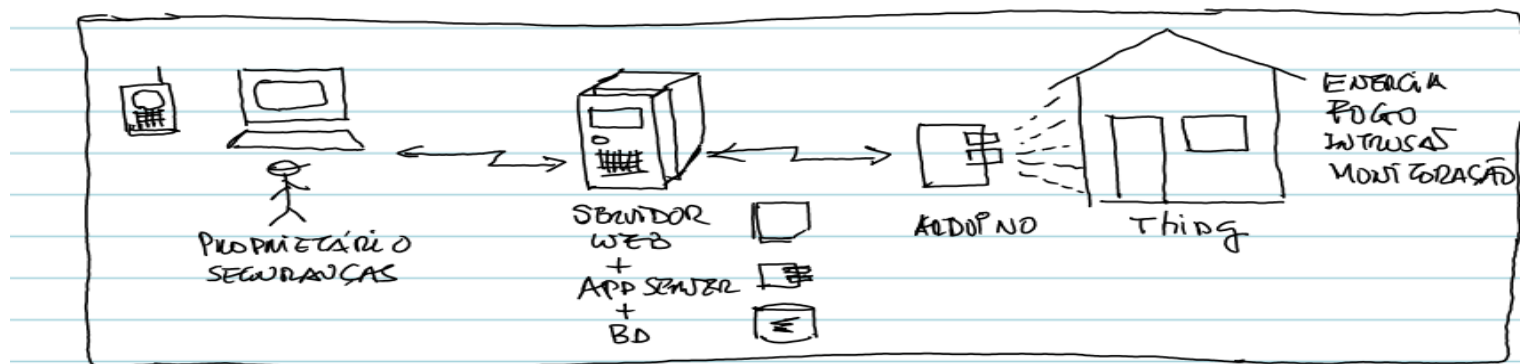 PROPRIETÁRIO
SEGURANÇAS
SERVIDOR
WEB
+
APP SERVER
+
BD
ARDUINO
Thing
ENERGIA
FOGO
INTRUSÃO
MONITORAÇÃO